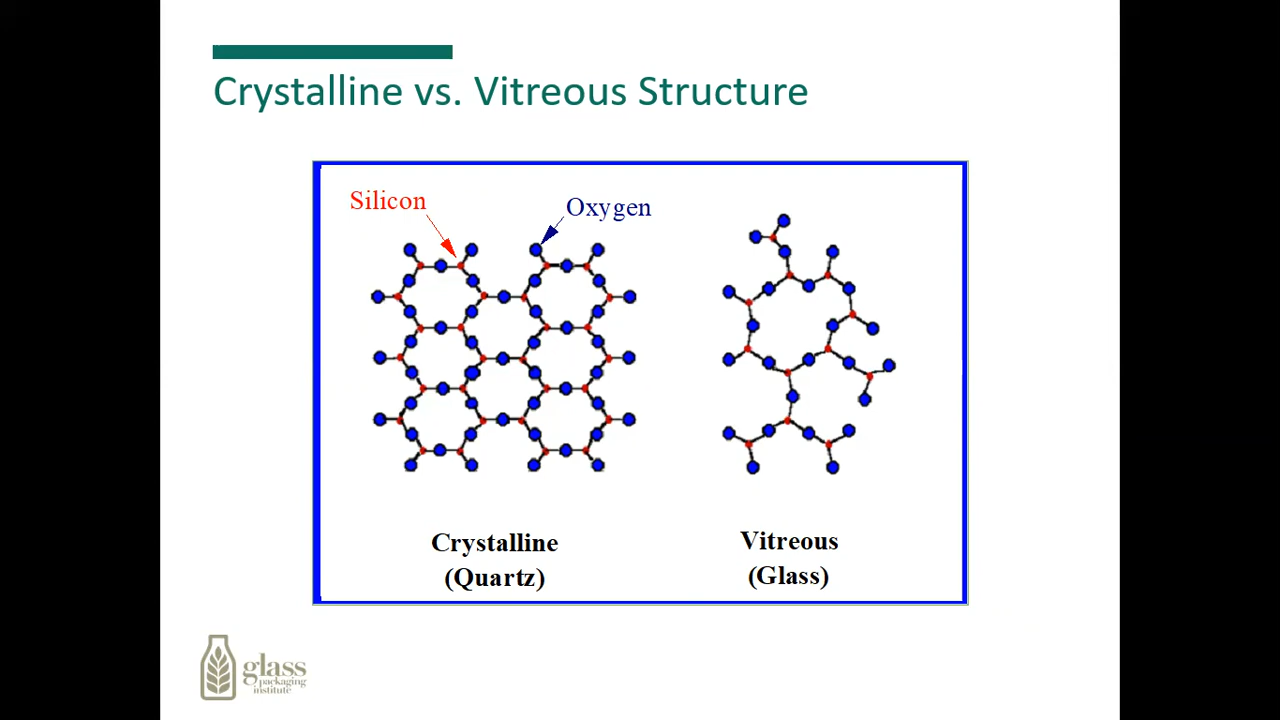 Crystalline vs. Vitreous Structure
Silicon
Oxygen
Crystalline
(Quartz)
Vitreous
(Glass)
glass
packaging
institute